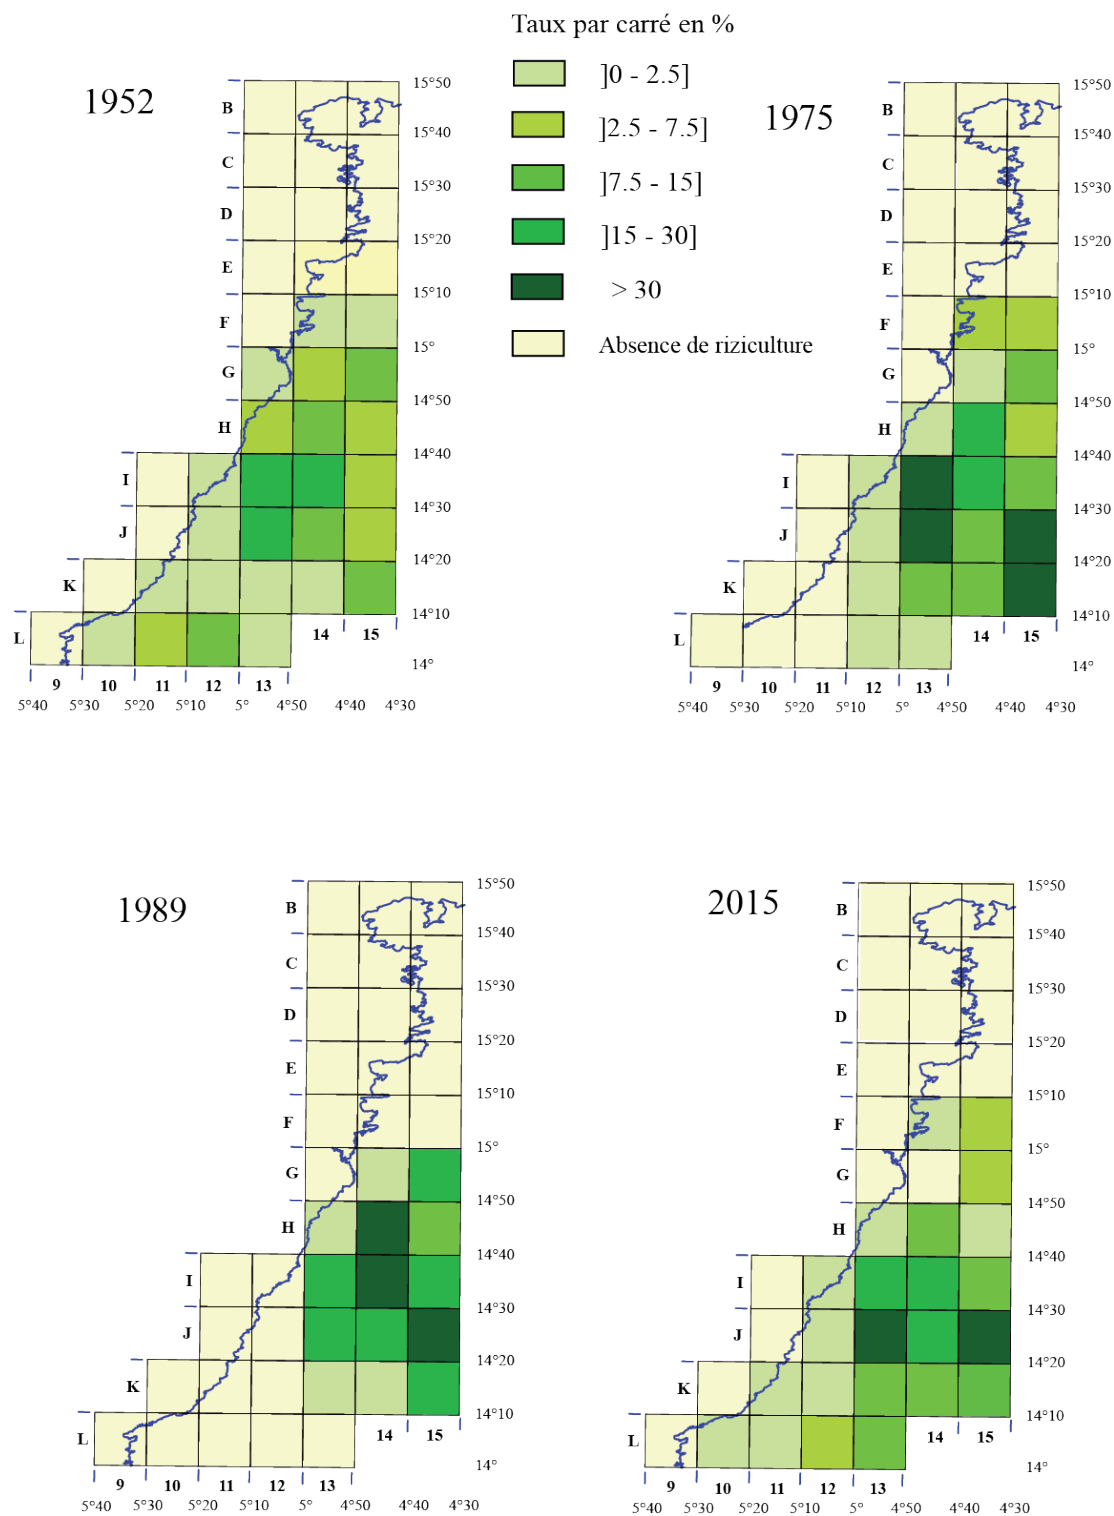 Taux par carré en %
]0 - 2.5]
]2.5 - 7.5]
]7.5 - 15]
]15 - 30]
> 30
Absence de riziculture
1952
B
C
D
E
F
G
H
I
J
K
L
15°50
15°40
15°30
15°20
15°10
15°
14°50
14°40
14°30
14°20
14°10
14°
14 15
9 10 11 12 13
5°40 5°30 5°20 5°10 5° 4°50 4°40 4°30
1975
B
C
D
E
F
G
H
I
J
K
L
15°50
15°40
15°30
15°20
15°10
15°
14°50
14°40
14°30
14°20
14°10
14°
14 15
9 10 11 12 13
5°40 5°30 5°20 5°10 5° 4°50 4°40 4°30
1989
B
C
D
E
F
G
H
I
J
K
L
15°50
15°40
15°30
15°20
15°10
15°
14°50
14°40
14°30
14°20
14°10
14°
14 15
9 10 11 12 13
5°40 5°30 5°20 5°10 5° 4°50 4°40 4°30
2015
B
C
D
E
F
G
H
I
J
K
L
15°50
15°40
15°30
15°20
15°10
15°
14°50
14°40
14°30
14°20
14°10
14°
14 15
9 10 11 12 13
5°40 5°30 5°20 5°10 5° 4°50 4°40 4°30